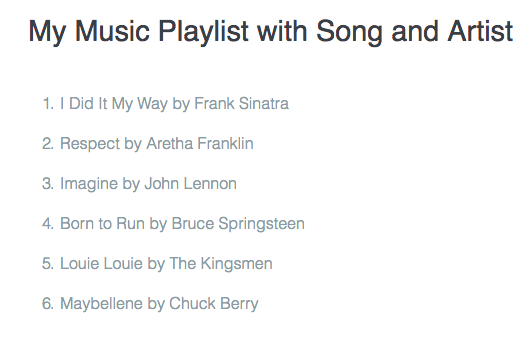 My Music Playlist with Song and Artist
1. I Did It My Way by Frank Sinatra
2. Respect by Aretha Franklin
3. Imagine by John Lennon
4. Born to Run by Bruce Springsteen
5. Louie Louie by The Kingsmen
6. Maybellene by Chuck Berry